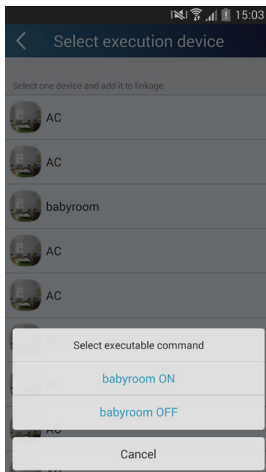 15:03
Select execution device
Select one device and add it to linkage
AC
AC
babyroom
AC
AC
Select executable command
babyroom ON
babyroom OFF
AC
Cancel